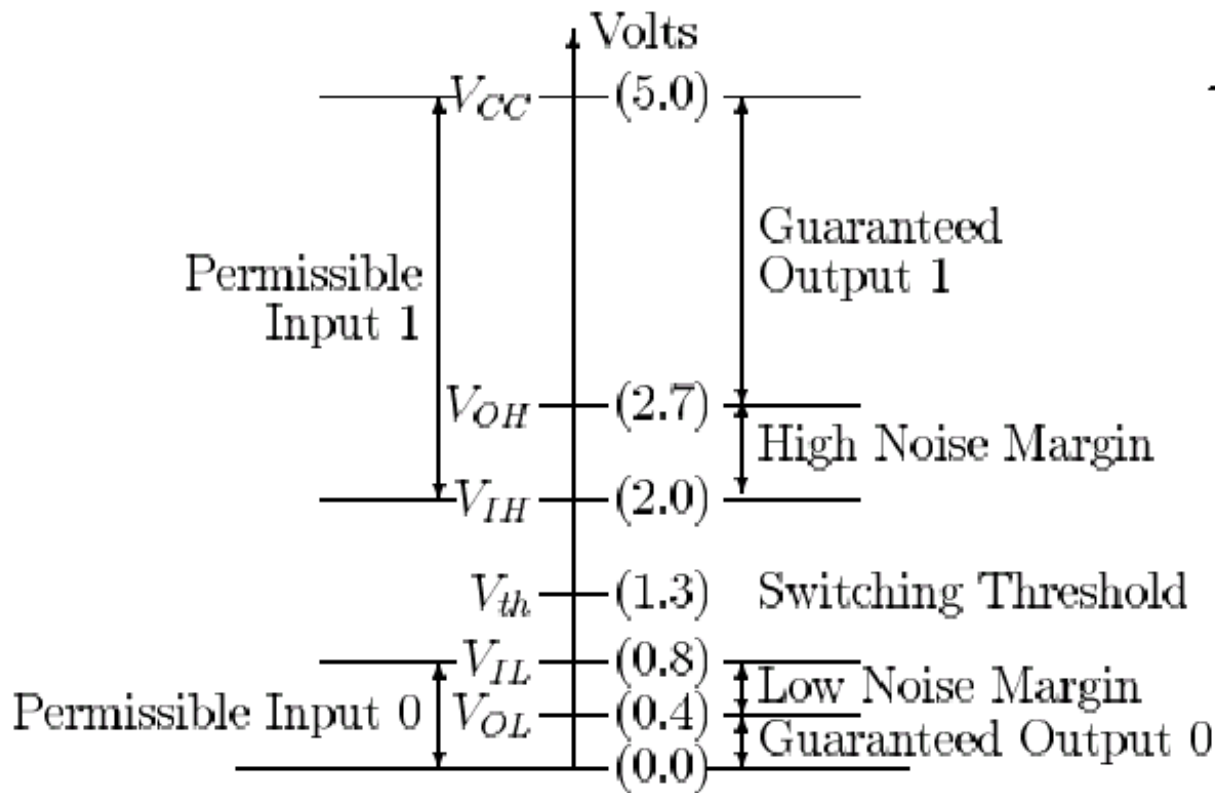 Volts
V_CC (5.0)
Guaranteed
Output 1
Permissible
Input 1
V_OH (2.7)
High Noise Margin
V_IH (2.0)
V_th (1.3) Switching Threshold
V_IL (0.8)
Low Noise Margin
Permissible Input 0 V_OL (0.4)
Guaranteed Output 0
(0.0)